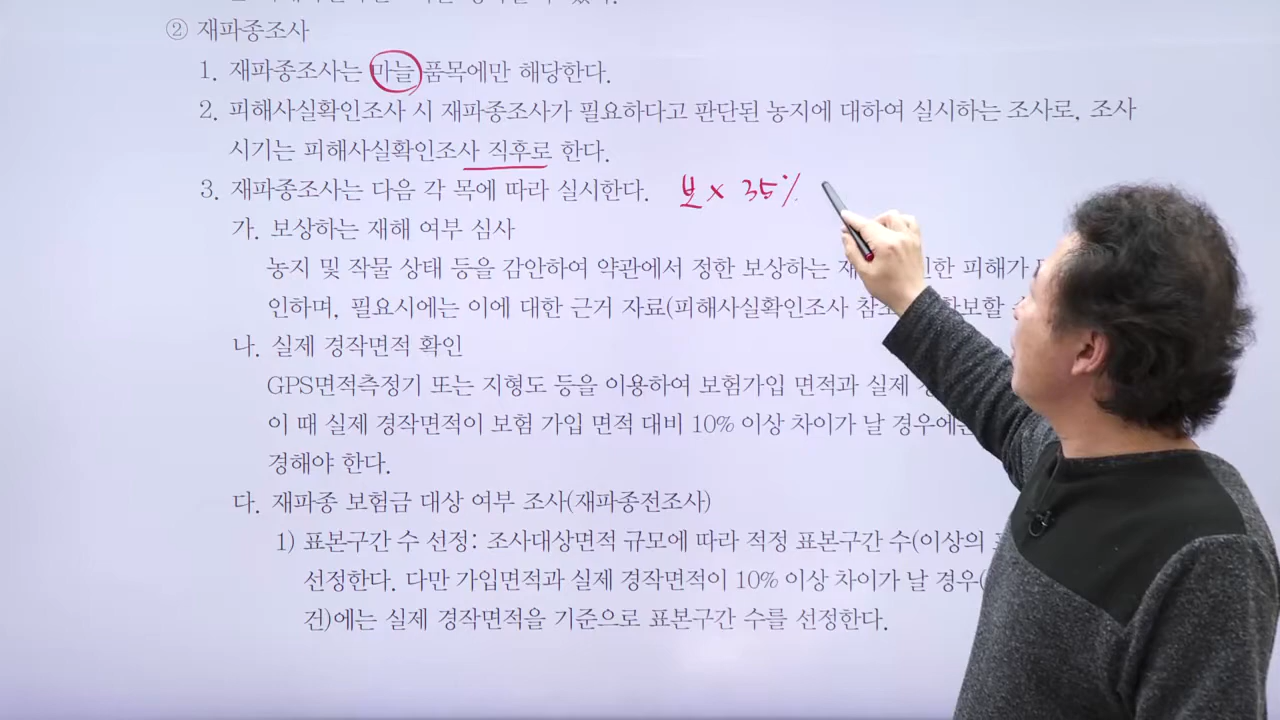 ② 재파종조사
1. 재파종조사는 마늘 품목에만 해당한다.
2. 피해사실확인조사 시 재파종조사가 필요하다고 판단된 농지에 대하여 실시하는 조사로, 조사
시기는 피해사실확인조사 직후로 한다.
3. 재파종조사는 다음 각 목에 따라 실시한다. 보 × 35%
가. 보상하는 재해 여부 심사
농지 및 작물 상태 등을 감안하여 약관에서 정한 보상하는
인하며, 필요시에는 이에 대한 근거 자료(피해사실확인조사
나. 실제 경작면적 확인
GPS면적측정기 또는 지형도 등을 이용하여 보험가입 면적과 실제
이 때 실제 경작면적이 보험 가입 면적 대비 10% 이상 차이가 날 경우에는
경해야 한다.
다. 재파종 보험금 대상 여부 조사(재파종전조사)
1) 표본구간 수 선정: 조사대상면적 규모에 따라 적정 표본구간 수(이상의
선정한다. 다만 가입면적과 실제 경작면적이 10% 이상 차이가 날 경우(
건)에는 실제 경작면적을 기준으로 표본구간 수를 선정한다.